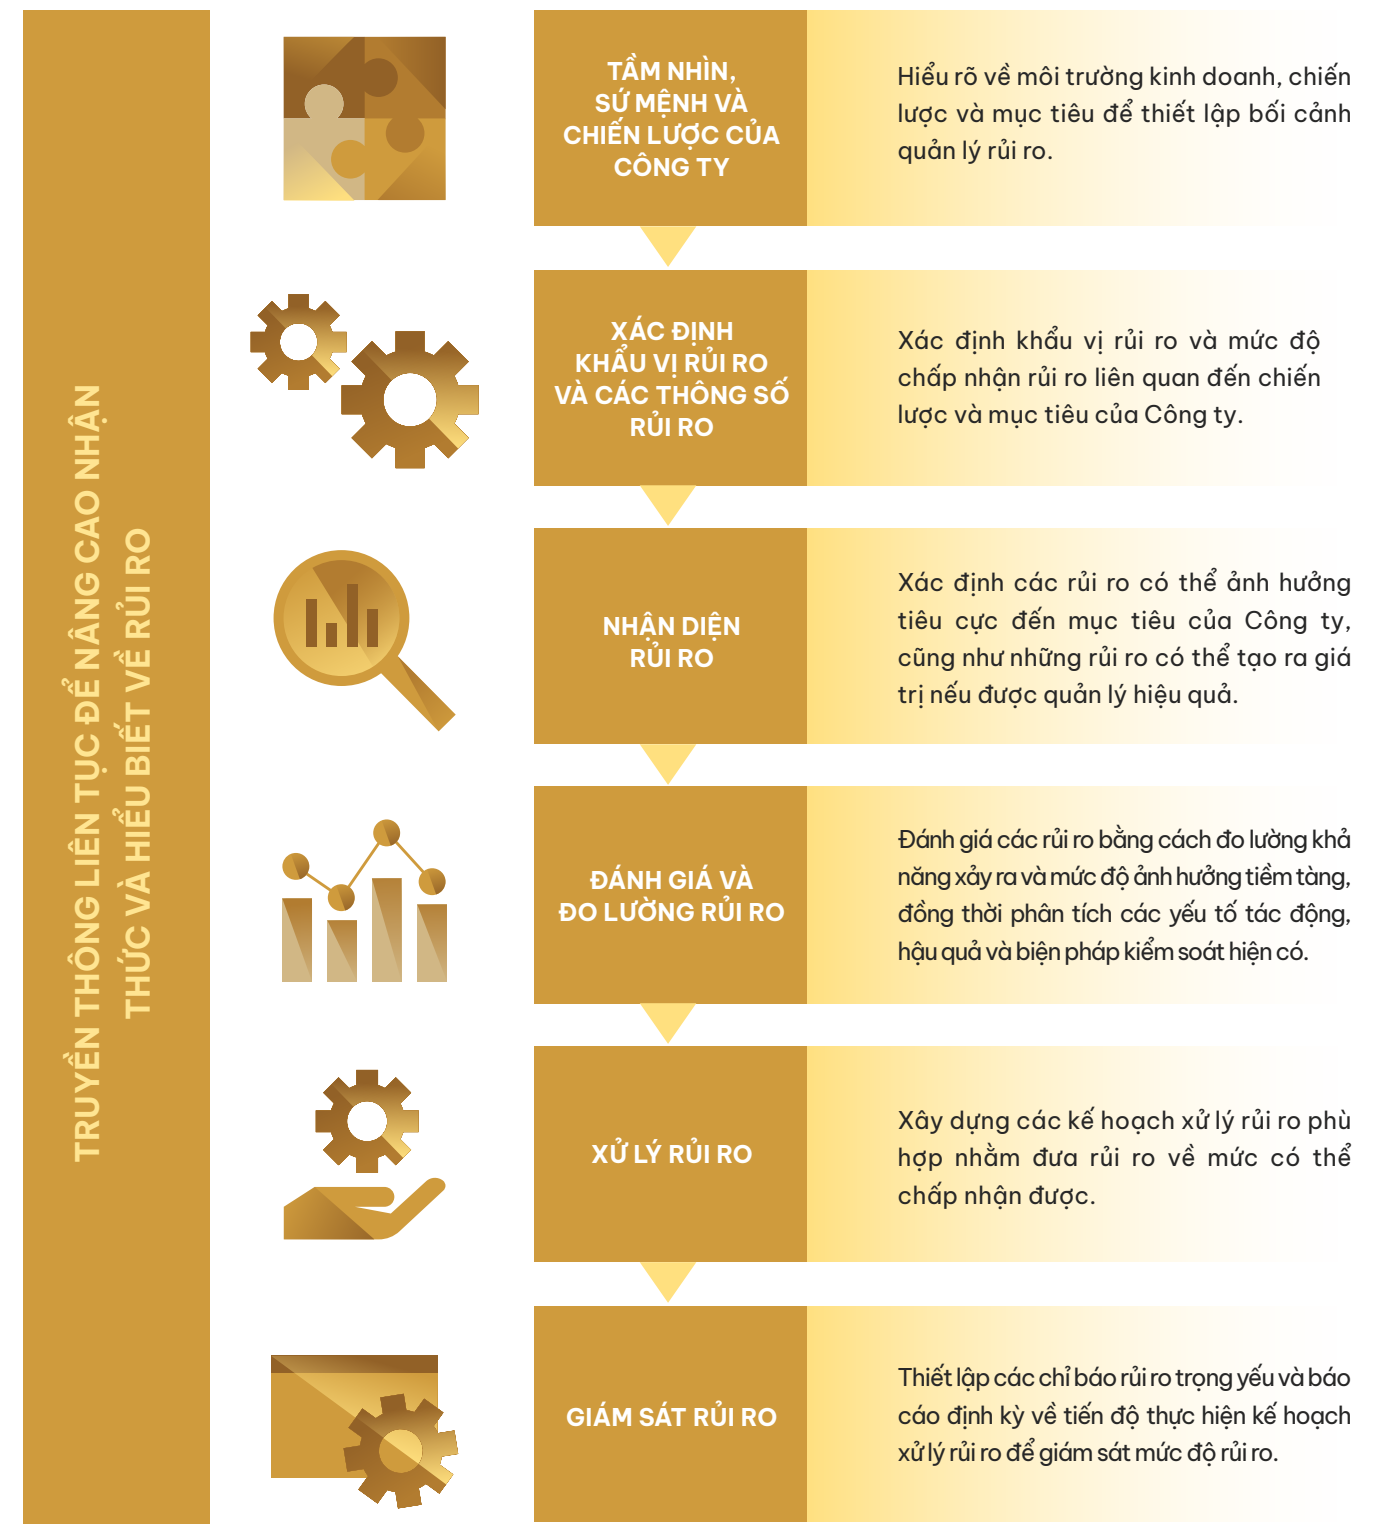 TRUYỀN THÔNG LIÊN TỤC ĐỂ NÂNG CAO NHẬN
THỨC VÀ HIỂU BIẾT VỀ RỦI RO
TẦM NHÌN,
SỨ MỆNH VÀ
CHIẾN LƯỢC CỦA
CÔNG TY
Hiểu rõ về môi trường kinh doanh, chiến
lược và mục tiêu để thiết lập bối cảnh
quản lý rủi ro.
XÁC ĐỊNH
KHẨU VỊ RỦI RO
VÀ CÁC THÔNG SỐ
RỦI RO
Xác định khẩu vị rủi ro và mức độ
chấp nhận rủi ro liên quan đến chiến
lược và mục tiêu của Công ty.
NHẬN DIỆN
RỦI RO
Xác định các rủi ro có thể ảnh hưởng
tiêu cực đến mục tiêu của Công ty,
cũng như những rủi ro có thể tạo ra giá
trị nếu được quản lý hiệu quả.
ĐÁNH GIÁ VÀ
ĐO LƯỜNG RỦI RO
Đánh giá các rủi ro bằng cách đo lường khả
năng xảy ra và mức độ ảnh hưởng tiềm tàng,
đồng thời phân tích các yếu tố tác động,
hậu quả và biện pháp kiểm soát hiện có.
XỬ LÝ RỦI RO
Xây dựng các kế hoạch xử lý rủi ro phù
hợp nhằm đưa rủi ro về mức có thể
chấp nhận được.
GIÁM SÁT RỦI RO
Thiết lập các chỉ báo rủi ro trọng yếu và báo
cáo định kỳ về tiến độ thực hiện kế hoạch
xử lý rủi ro để giám sát mức độ rủi ro.